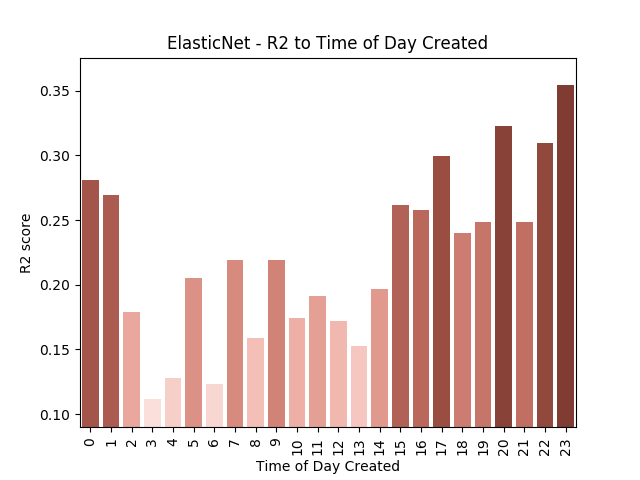 ElasticNet - R2 to Time of Day Created
R2 score
0.35
0.30
0.25
0.20
0.15
0.10
0 1 2 3 4 5 6 7 8 9 10 11 12 13 14 15 16 17 18 19 20 21 22 23
Time of Day Created